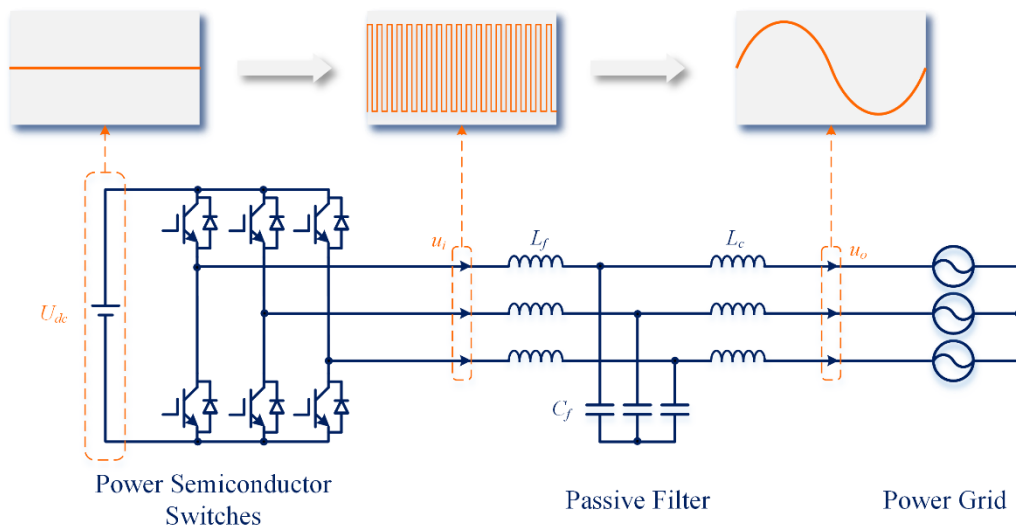 u_i
L_f
L_c
u_o
U_dc
C_f
Power Semiconductor
Switches
Passive Filter
Power Grid